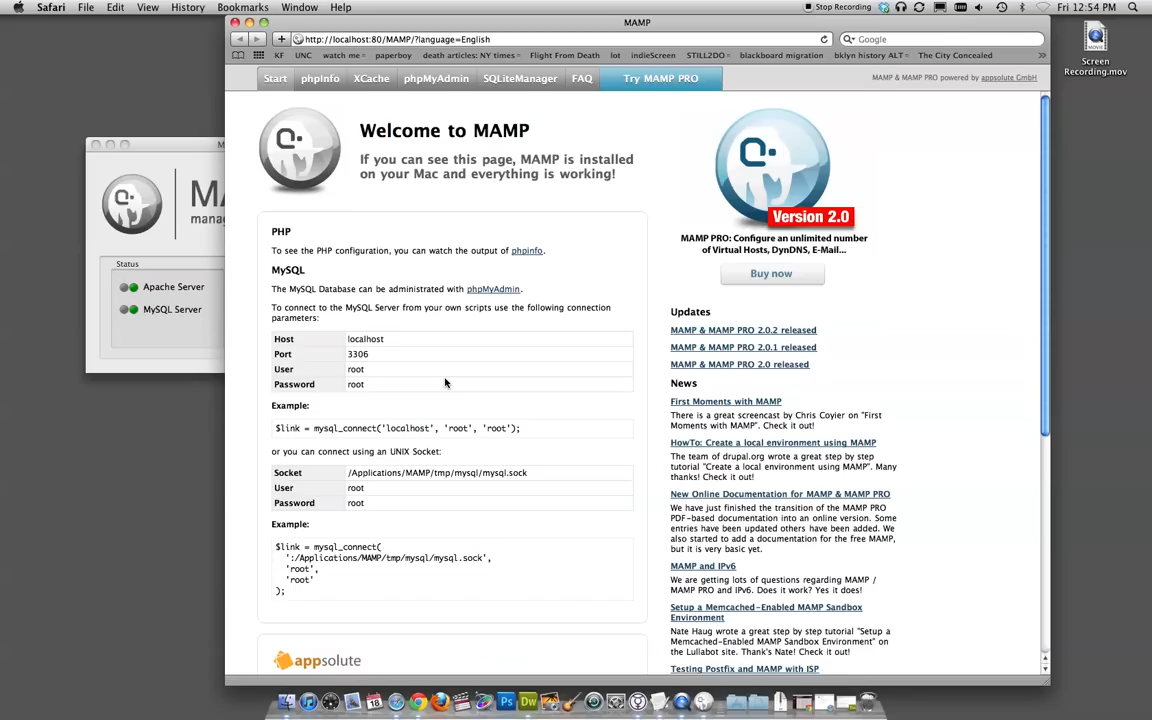 Safari File Edit View History Bookmarks Window Help Stop Recording Fri 12:54 PM
MAMP
http://localhost:80/MAMP/?language=English
Google
KF UNC watch me paperboy death articles: NY times Flight From Death lot indieScreen STILL2DO blackboard migration bklyn history ALT The City Concealed
Start phpInfo XCache phpMyAdmin SQLiteManager FAQ Try MAMP PRO
MAMP & MAMP PRO powered by appsolute GmbH
Screen
Recording.mov
Welcome to MAMP
If you can see this page, MAMP is installed
on your Mac and everything is working!
PHP
To see the PHP configuration, you can watch the output of phpinfo.
MySQL
The MySQL Database can be administrated with phpMyAdmin.
To connect to the MySQL Server from your own scripts use the following connection
parameters:
Host localhost
Port 3306
User root
Password root
Example:
$link = mysql_connect('localhost', 'root', 'root');
or you can connect using an UNIX Socket:
Socket /Applications/MAMP/tmp/mysql/mysql.sock
User root
Password root
Example:
$link = mysql_connect(
':/Applications/MAMP/tmp/mysql/mysql.sock',
'root',
'root'
);
appsolute
Version 2.0
MAMP PRO: Configure an unlimited number
of Virtual Hosts, DynDNS, E-Mail...
Buy now
Updates
MAMP & MAMP PRO 2.0.2 released
MAMP & MAMP PRO 2.0.1 released
MAMP & MAMP PRO 2.0 released
News
First Moments with MAMP
There is a great screencast by Chris Coyier on "First
Moments with MAMP". Check it out!
HowTo: Create a local environment using MAMP
The team of drupal.org wrote a great step by step
tutorial "Create a local environment using MAMP". Many
thanks! Check it out!
New Online Documentation for MAMP & MAMP PRO
We have just finished the transition of the MAMP PRO
PDF-based documentation into an online version. Some
entries have been updated others have been added. We
also started to add a documentation for the free MAMP,
but it is very basic yet.
MAMP and IPv6
We are getting lots of questions regarding MAMP /
MAMP PRO and IPv6. Does it work? Yes it does!
Setup a Memcached-Enabled MAMP Sandbox
Environment
Nate Haug wrote a great step by step tutorial "Setup a
Memcached-Enabled MAMP Sandbox Environment" on
the Lullabot site. Thank's Nate! Check it out!
Testing Postfix and MAMP with ISP
M
MA
mana
Status
Apache Server
MySQL Server
18
Ps
Dw